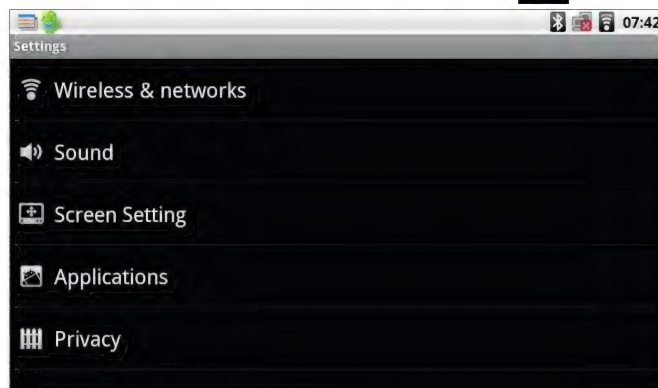 07:42
Settings
Wireless & networks
Sound
Screen Setting
Applications
Privacy